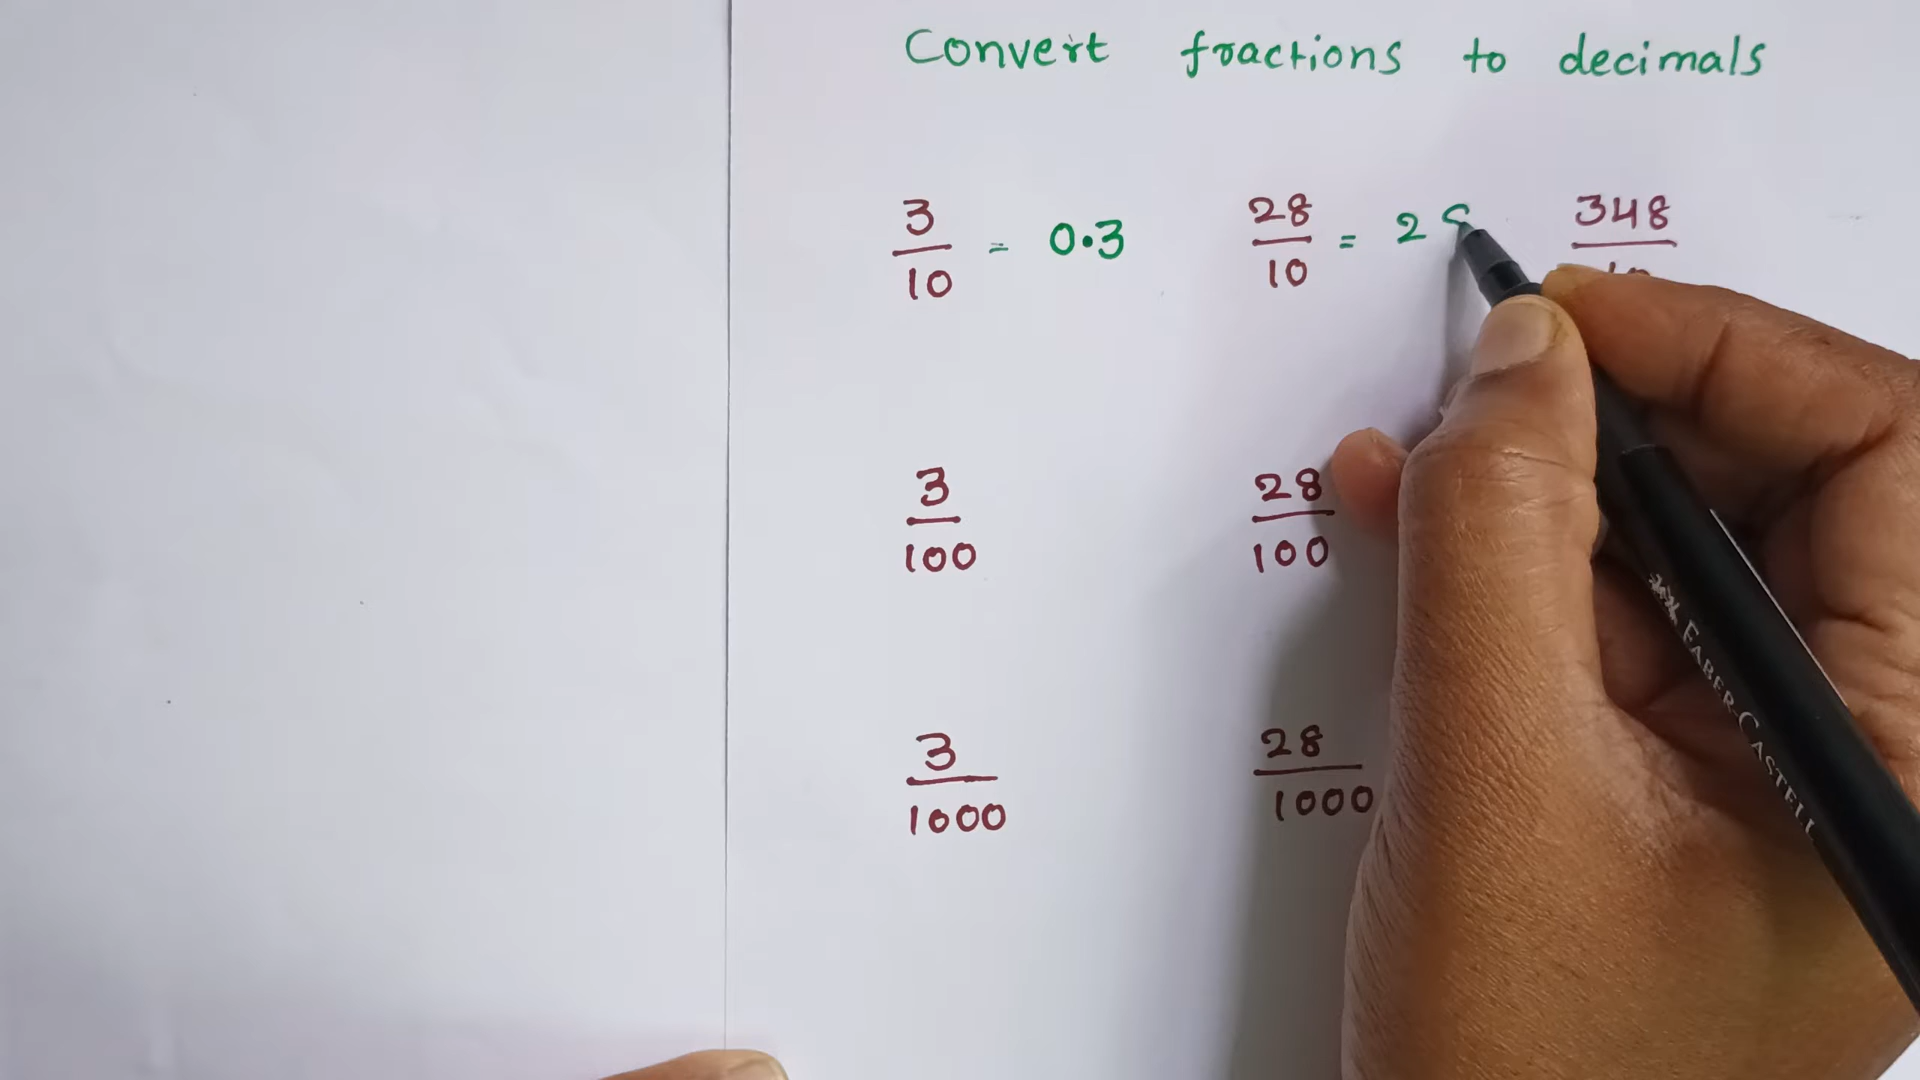 Convert fractions to decimals
3/10 = 0.3 28/10 = 2 348/10
3/100 28/100
3/1000 28/1000
FABER-CASTELL